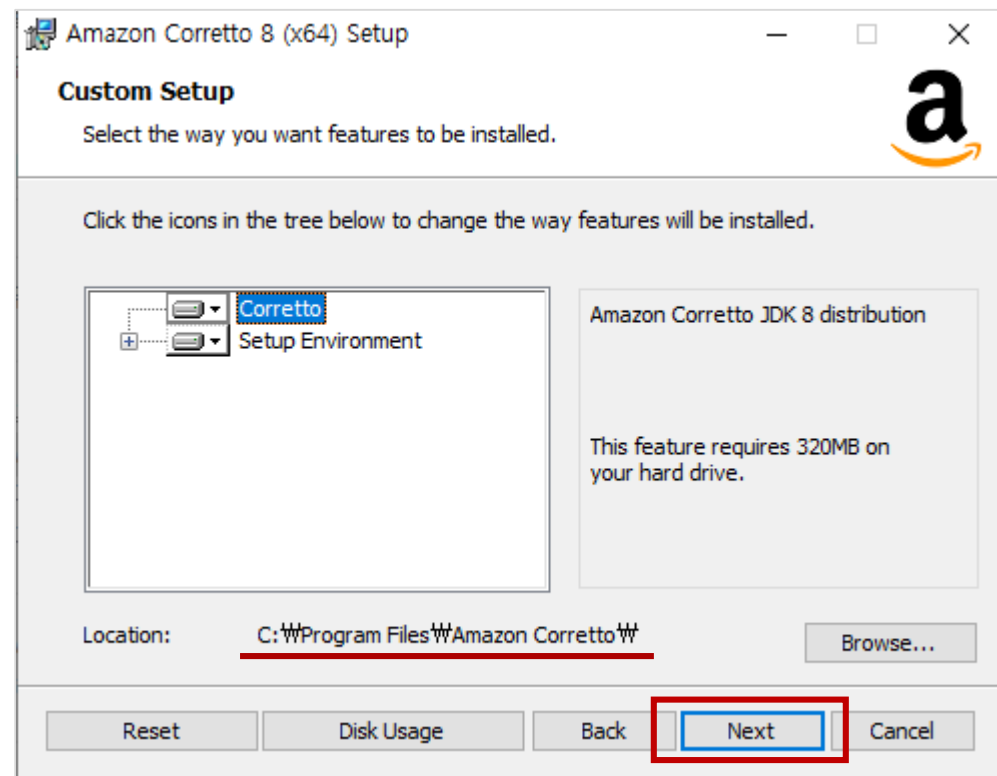 Amazon Corretto 8 (x64) Setup
Custom Setup
Select the way you want features to be installed.
a
Click the icons in the tree below to change the way features will be installed.
Corretto
Setup Environment
Amazon Corretto JDK 8 distribution
This feature requires 320MB on
your hard drive.
Location: C:₩Program Files₩Amazon Corretto₩ Browse...
Reset Disk Usage Back Next Cancel